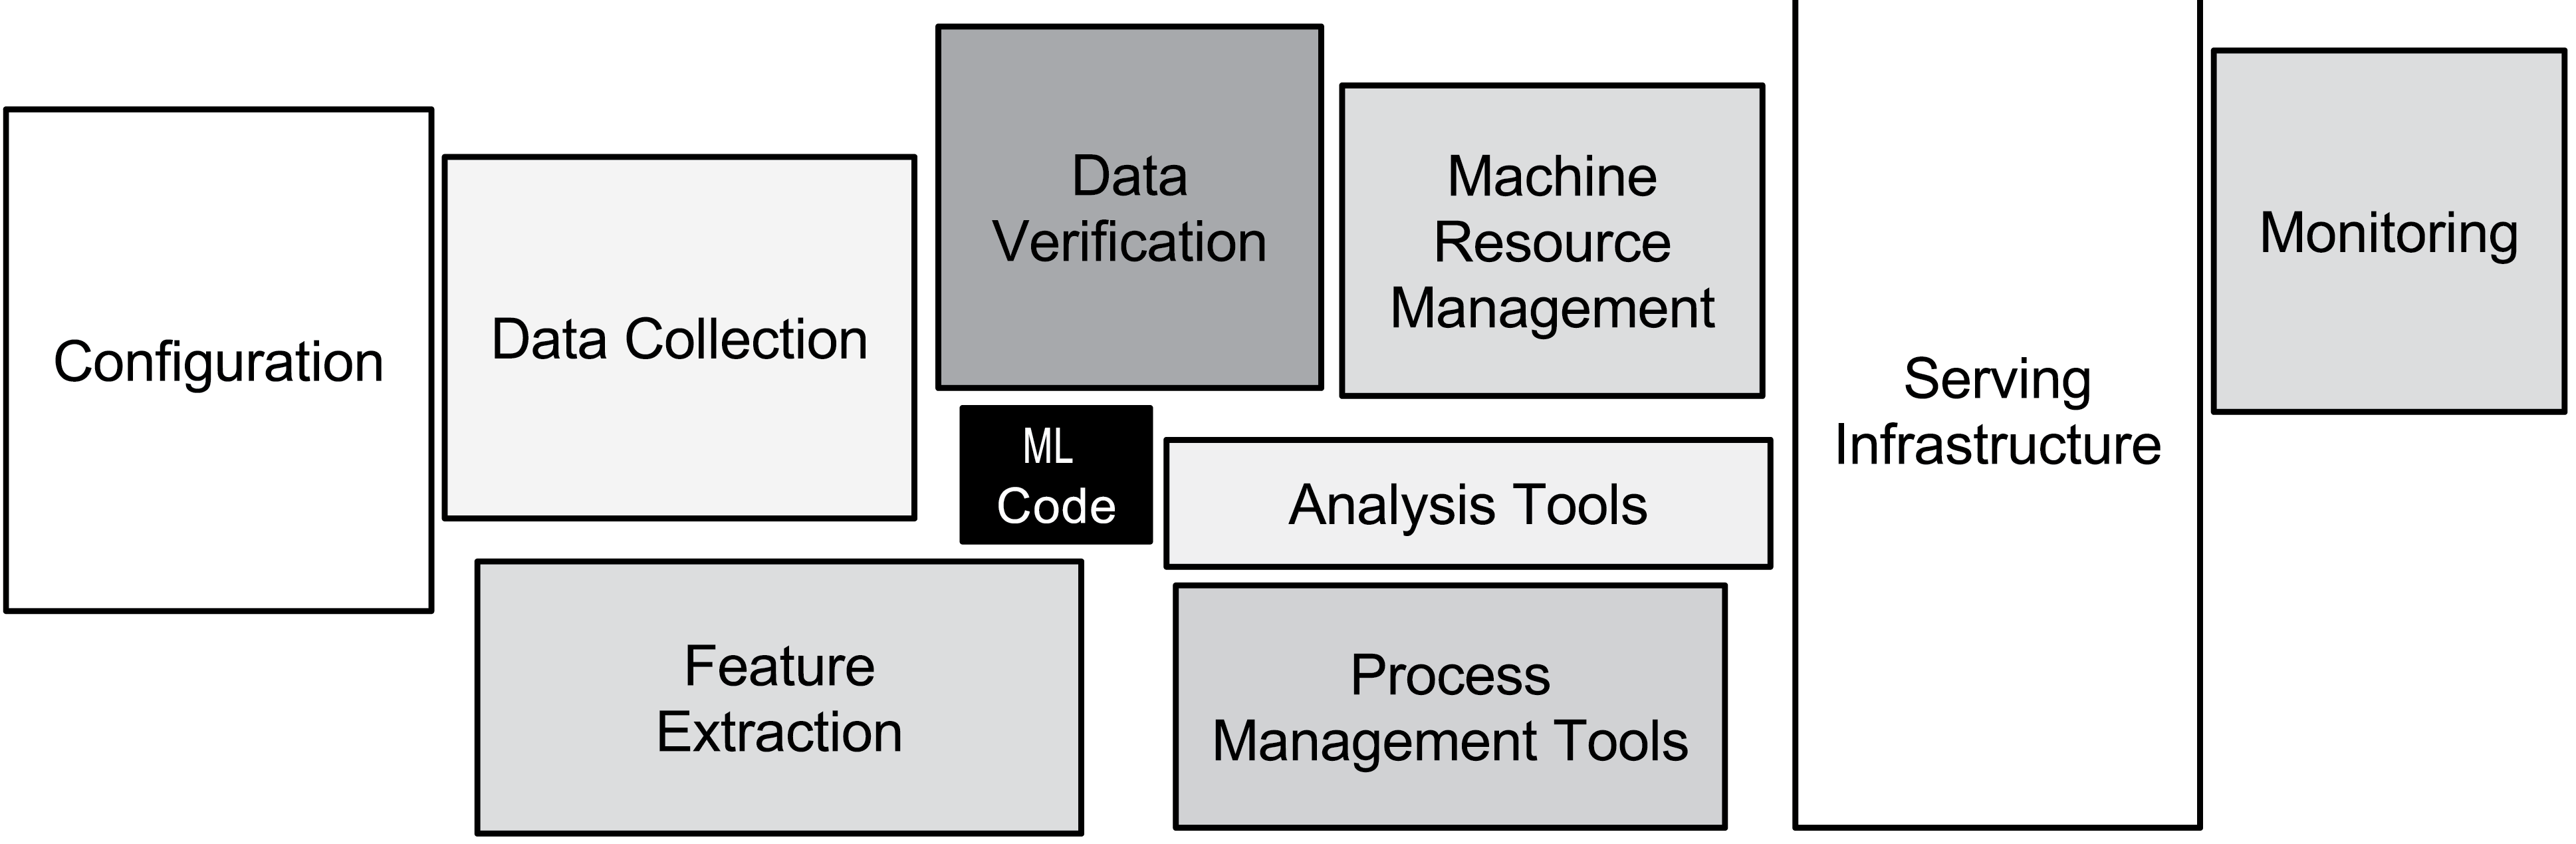 Configuration
Data Collection
Feature
Extraction
Data
Verification
ML
Code
Machine
Resource
Management
Analysis Tools
Process
Management Tools
Serving
Infrastructure
Monitoring